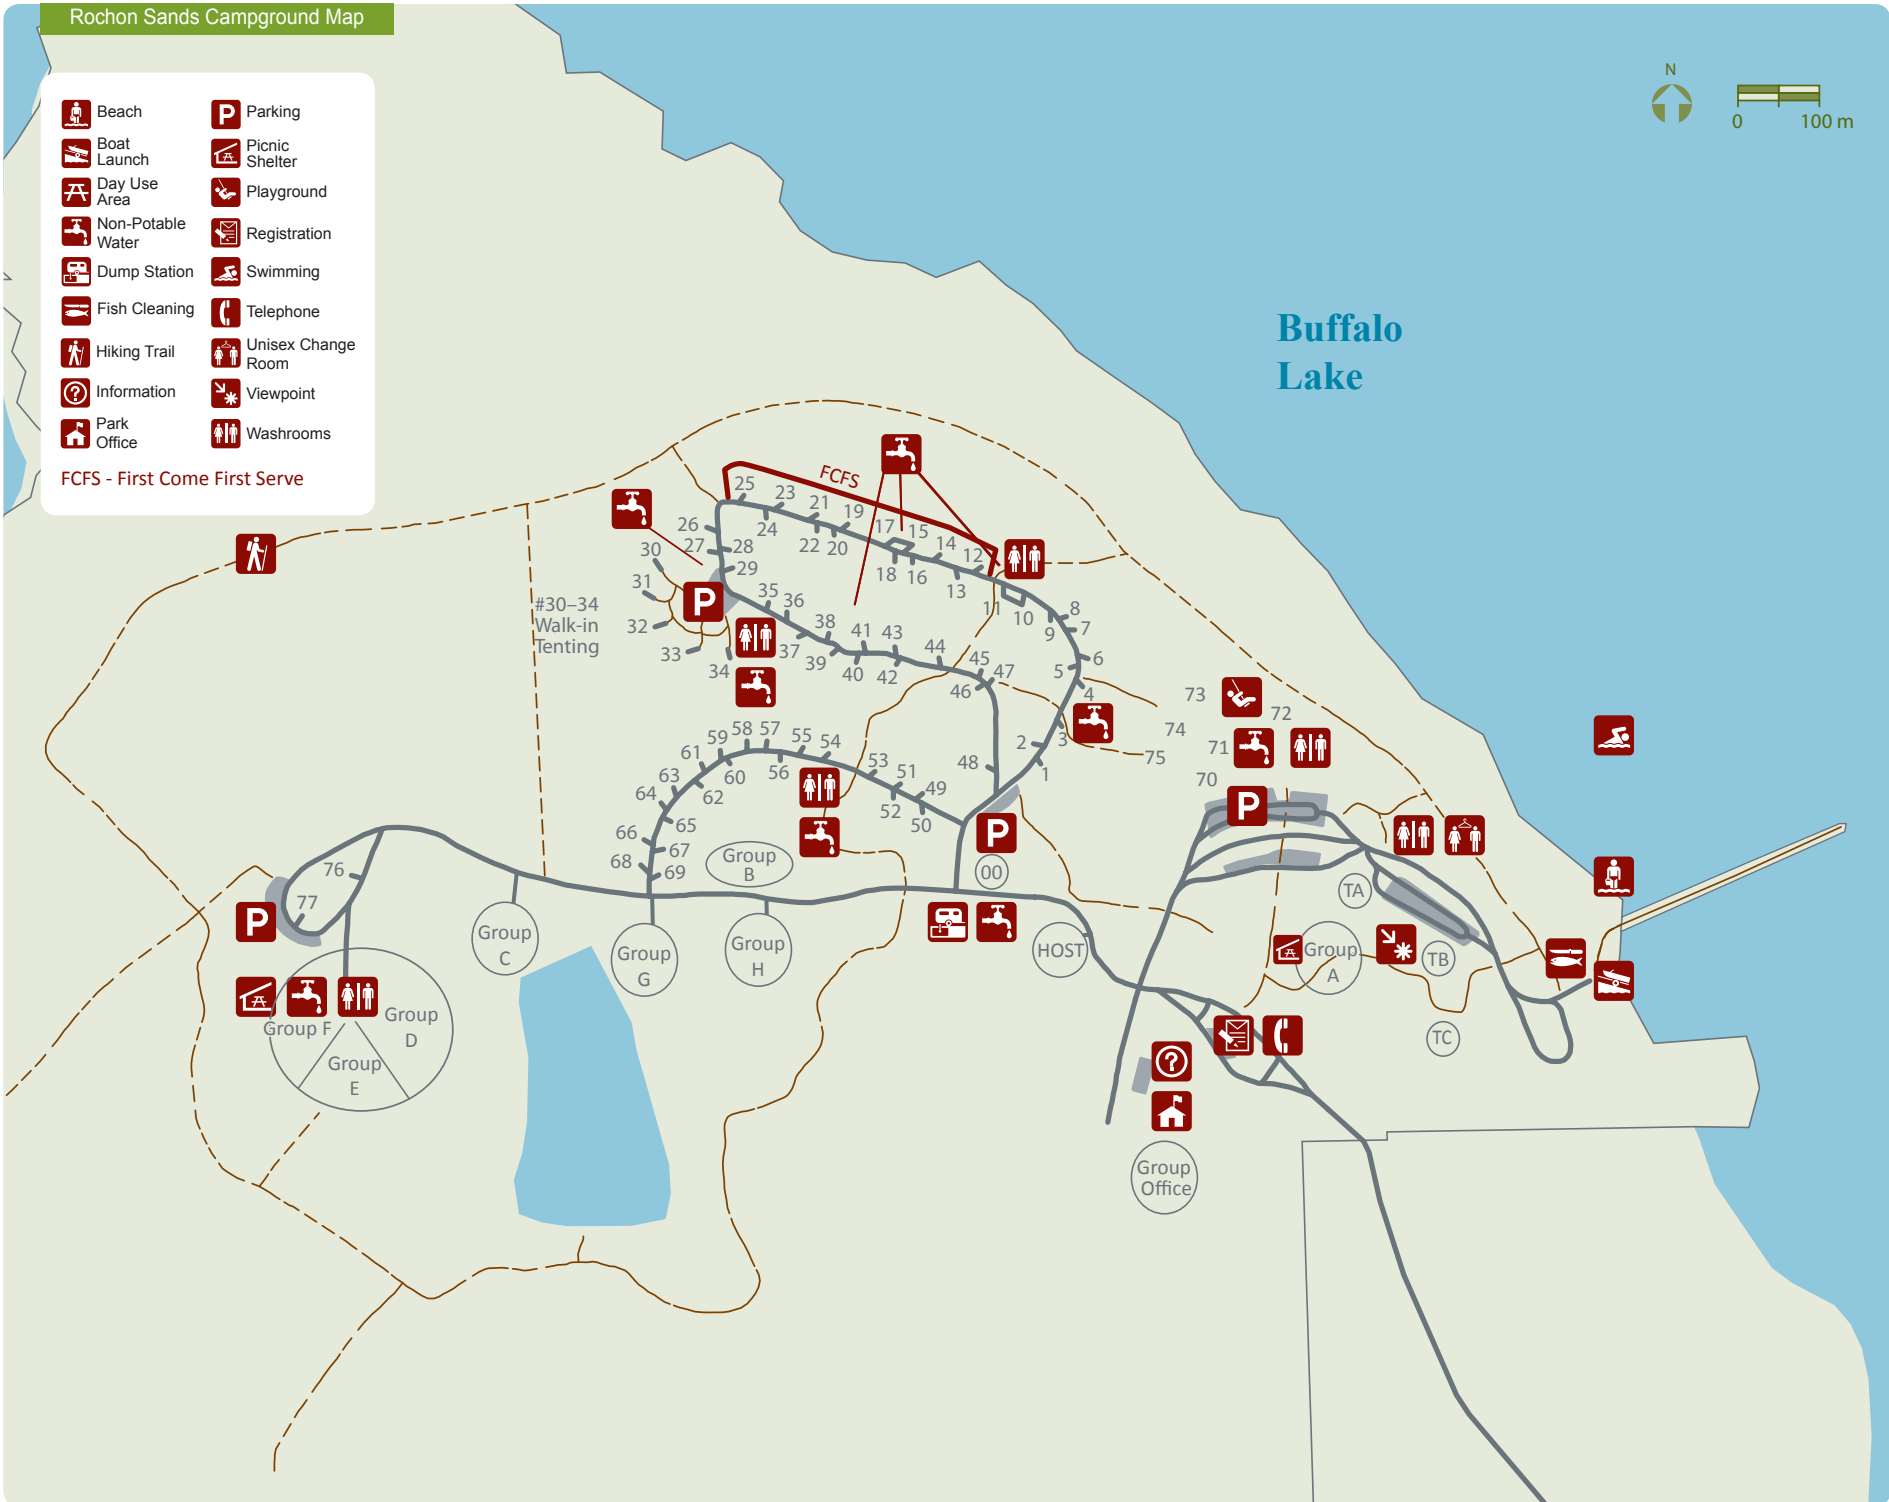 Rochon Sands Campground Map
Beach
Parking
Boat
Launch
Picnic
Shelter
Day Use
Area
Playground
Non-Potable
Water
Registration
Dump Station
Swimming
Fish Cleaning
Telephone
Hiking Trail
Unisex Change
Room
Information
Viewpoint
Park
Office
Washrooms
FCFS - First Come First Serve
N
0 100 m
Buffalo
Lake
FCFS
25
23
21
19
17
15
14
12
24
22
20
18
16
13
11
10
9
8
7
6
5
4
3
2
1
26
27
28
29
30
31
32
33
34
#30–34
Walk-in
Tenting
35
36
37
38
39
40
41
42
43
44
45
46
47
48
49
50
51
52
53
54
55
56
57
58
59
60
61
62
63
64
65
66
67
68
69
70
71
72
73
74
75
76
77
P
P
P
P
P
?
?
00
HOST
TA
TB
TC
Group
A
Group
B
Group
C
Group
D
Group
E
Group F
Group
G
Group
H
Group
Office